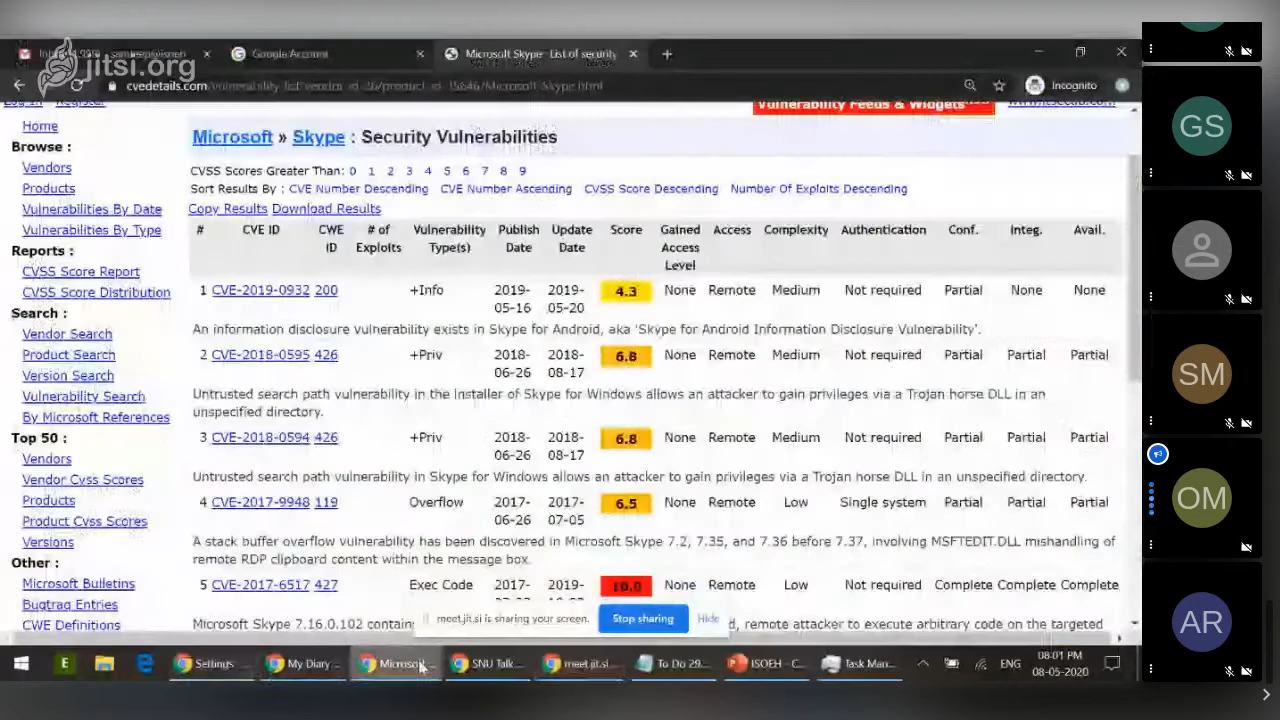 jitsi.org
Google Account
Microsoft Skype : List of security
cvedetails.com
Incognito
Log In Register
Vulnerability Feeds & Widgets
Home
Browse :
Vendors
Products
Vulnerabilities By Date
Vulnerabilities By Type
Reports :
CVSS Score Report
CVSS Score Distribution
Search :
Vendor Search
Product Search
Version Search
Vulnerability Search
By Microsoft References
Top 50 :
Vendors
Vendor Cvss Scores
Products
Product Cvss Scores
Versions
Other :
Microsoft Bulletins
Bugtraq Entries
CWE Definitions
Microsoft » Skype : Security Vulnerabilities
CVSS Scores Greater Than: 0 1 2 3 4 5 6 7 8 9
Sort Results By : CVE Number Descending CVE Number Ascending CVSS Score Descending Number Of Exploits Descending
Copy Results Download Results
# CVE ID CWE ID # of Exploits Vulnerability Type(s) Publish Date Update Date Score Gained Access Level Access Complexity Authentication Conf. Integ. Avail.
1 CVE-2019-0932 200 +Info 2019-05-16 2019-05-20 4.3 None Remote Medium Not required Partial None None
An information disclosure vulnerability exists in Skype for Android, aka 'Skype for Android Information Disclosure Vulnerability'.
2 CVE-2018-0595 426 +Priv 2018-06-26 2018-08-17 6.8 None Remote Medium Not required Partial Partial Partial
Untrusted search path vulnerability in the installer of Skype for Windows allows an attacker to gain privileges via a Trojan horse DLL in an
unspecified directory.
3 CVE-2018-0594 426 +Priv 2018-06-26 2018-08-17 6.8 None Remote Medium Not required Partial Partial Partial
Untrusted search path vulnerability in Skype for Windows allows an attacker to gain privileges via a Trojan horse DLL in an unspecified directory.
4 CVE-2017-9948 119 Overflow 2017-06-26 2017-07-05 6.5 None Remote Low Single system Partial Partial Partial
A stack buffer overflow vulnerability has been discovered in Microsoft Skype 7.2, 7.35, and 7.36 before 7.37, involving MSFTEDIT.DLL mishandling of
remote RDP clipboard content within the message box.
5 CVE-2017-6517 427 Exec Code 2017- 2019- 10.0 None Remote Low Not required Complete Complete Complete
Microsoft Skype 7.16.0.102 contain , remote attacker to execute arbitrary code on the targeted
meet.jit.si is sharing your screen. Stop sharing Hide
Settings
My Diary...
Microso...
SNU Talk...
meet.jit.si...
To Do 29...
ISOEH - C...
Task Man...
ENG
08:01 PM
08-05-2020
GS
SM
OM
AR